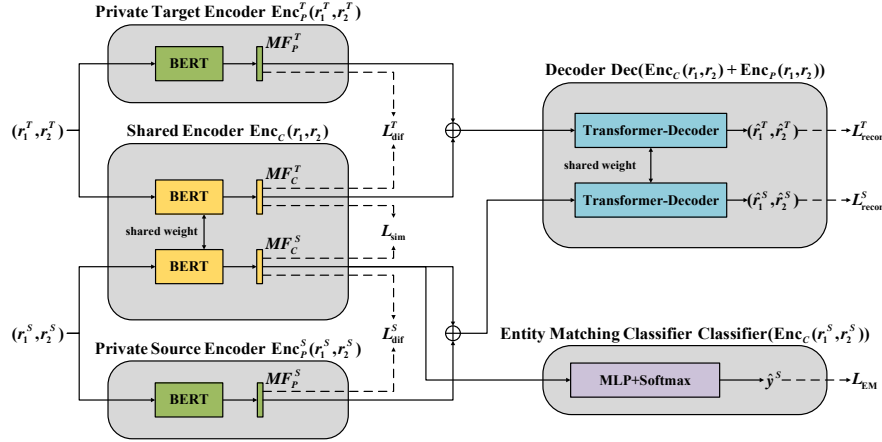 Private Target Encoder Enc_P^T(r_1^T,r_2^T)
MF_P^T
BERT
(r_1^T,r_2^T)
Shared Encoder Enc_C(r_1,r_2)
L_dif^T
MF_C^T
BERT
shared weight
L_sim
MF_C^S
BERT
(r_1^S,r_2^S)
L_dif^S
Private Source Encoder Enc_P^S(r_1^S,r_2^S)
MF_P^S
BERT
Decoder Dec(Enc_C(r_1,r_2)+Enc_P(r_1,r_2))
Transformer-Decoder
(r̂_1^T,r̂_2^T)
L_recon^T
shared weight
Transformer-Decoder
(r̂_1^S,r̂_2^S)
L_recon^S
Entity Matching Classifier Classifier(Enc_C(r_1^S,r_2^S))
MLP+Softmax
ŷ^S
L_EM